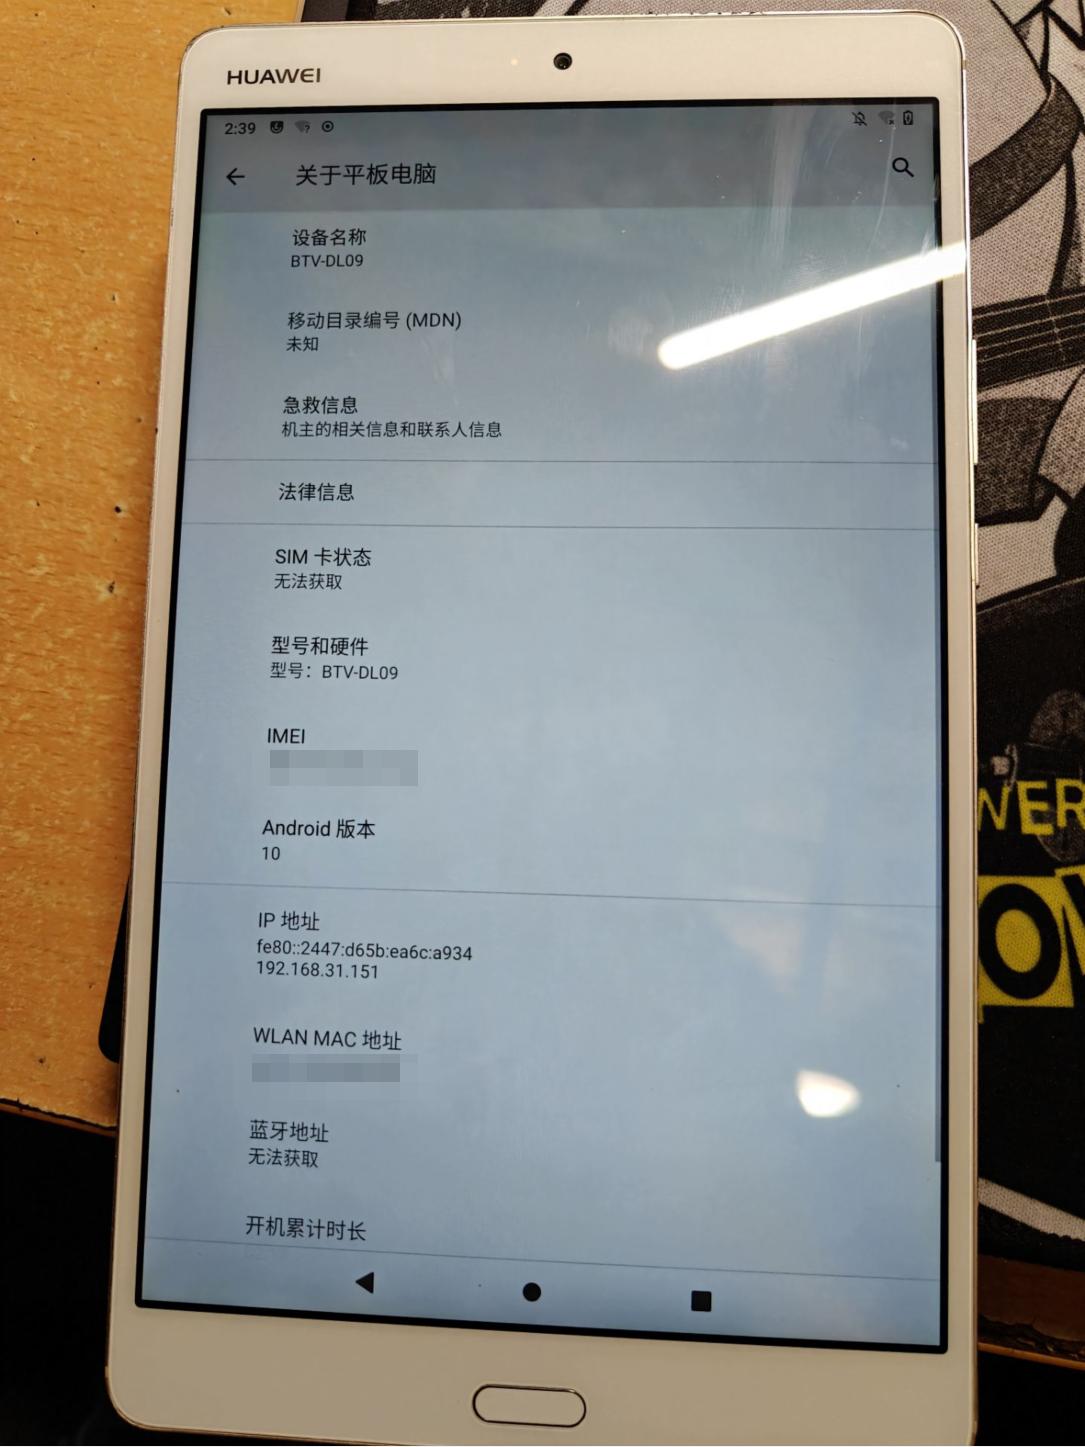 HUAWEI
2:39
关于平板电脑
设备名称
BTV-DL09
移动目录编号 (MDN)
未知
急救信息
机主的相关信息和联系人信息
法律信息
SIM 卡状态
无法获取
型号和硬件
型号：BTV-DL09
IMEI
Android 版本
10
IP 地址
fe80::2447:d65b:ea6c:a934
192.168.31.151
WLAN MAC 地址
蓝牙地址
无法获取
开机累计时长